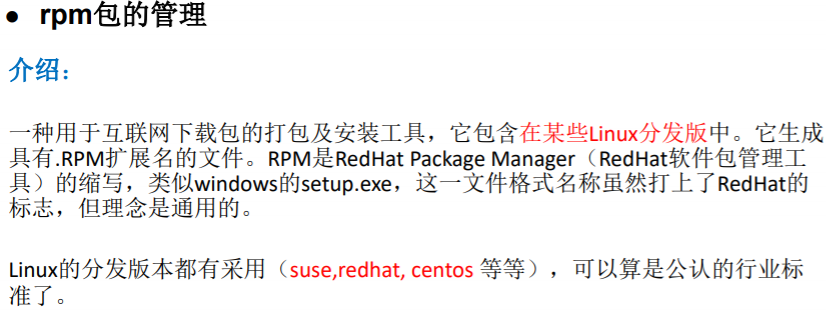 ● rpm包的管理
介绍：
一种用于互联网下载包的打包及安装工具，它包含在某些Linux分发版中。它生成
具有.RPM扩展名的文件。RPM是RedHat Package Manager（RedHat软件包管理工
具）的缩写，类似windows的setup.exe，这一文件格式名称虽然打上了RedHat的
标志，但理念是通用的。
Linux的分发版本都有采用（suse,redhat, centos 等等），可以算是公认的行业标
准了。